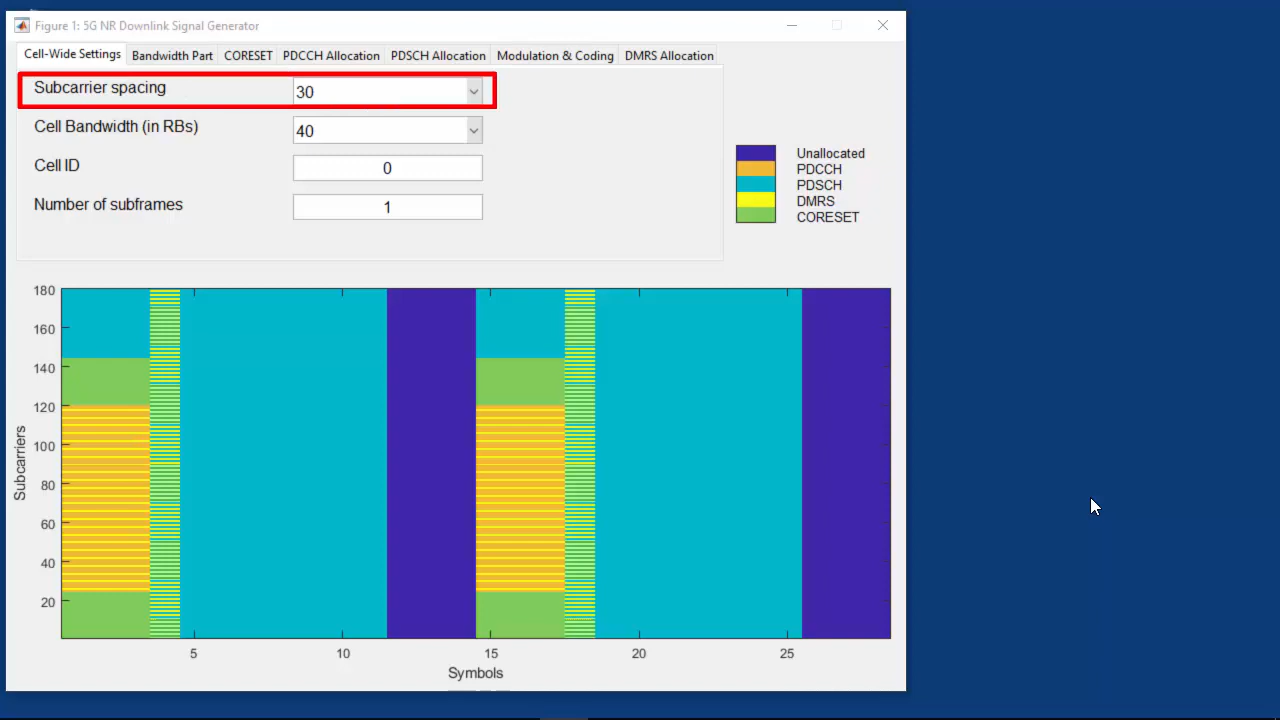 Figure 1: 5G NR Downlink Signal Generator
Cell-Wide Settings Bandwidth Part CORESET PDCCH Allocation PDSCH Allocation Modulation & Coding DMRS Allocation
Subcarrier spacing 30
Cell Bandwidth (in RBs) 40
Cell ID 0
Number of subframes 1
Unallocated
PDCCH
PDSCH
DMRS
CORESET
180
160
140
120
100
80
60
40
20
Subcarriers
5 10 15 20 25
Symbols